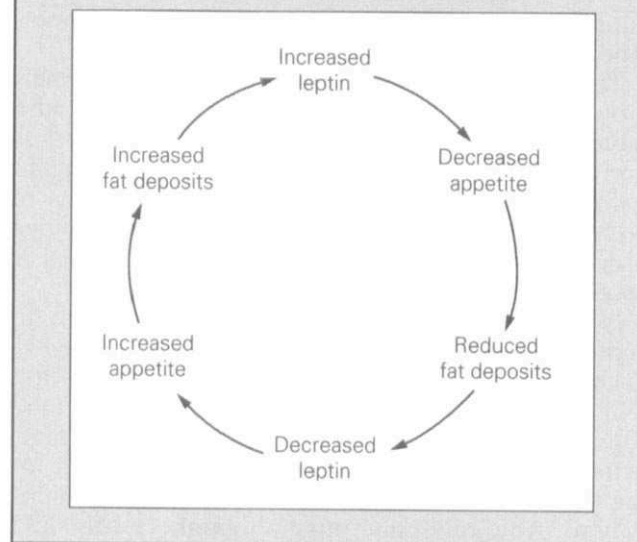 Increased
leptin
Decreased
appetite
Reduced
fat deposits
Decreased
leptin
Increased
appetite
Increased
fat deposits